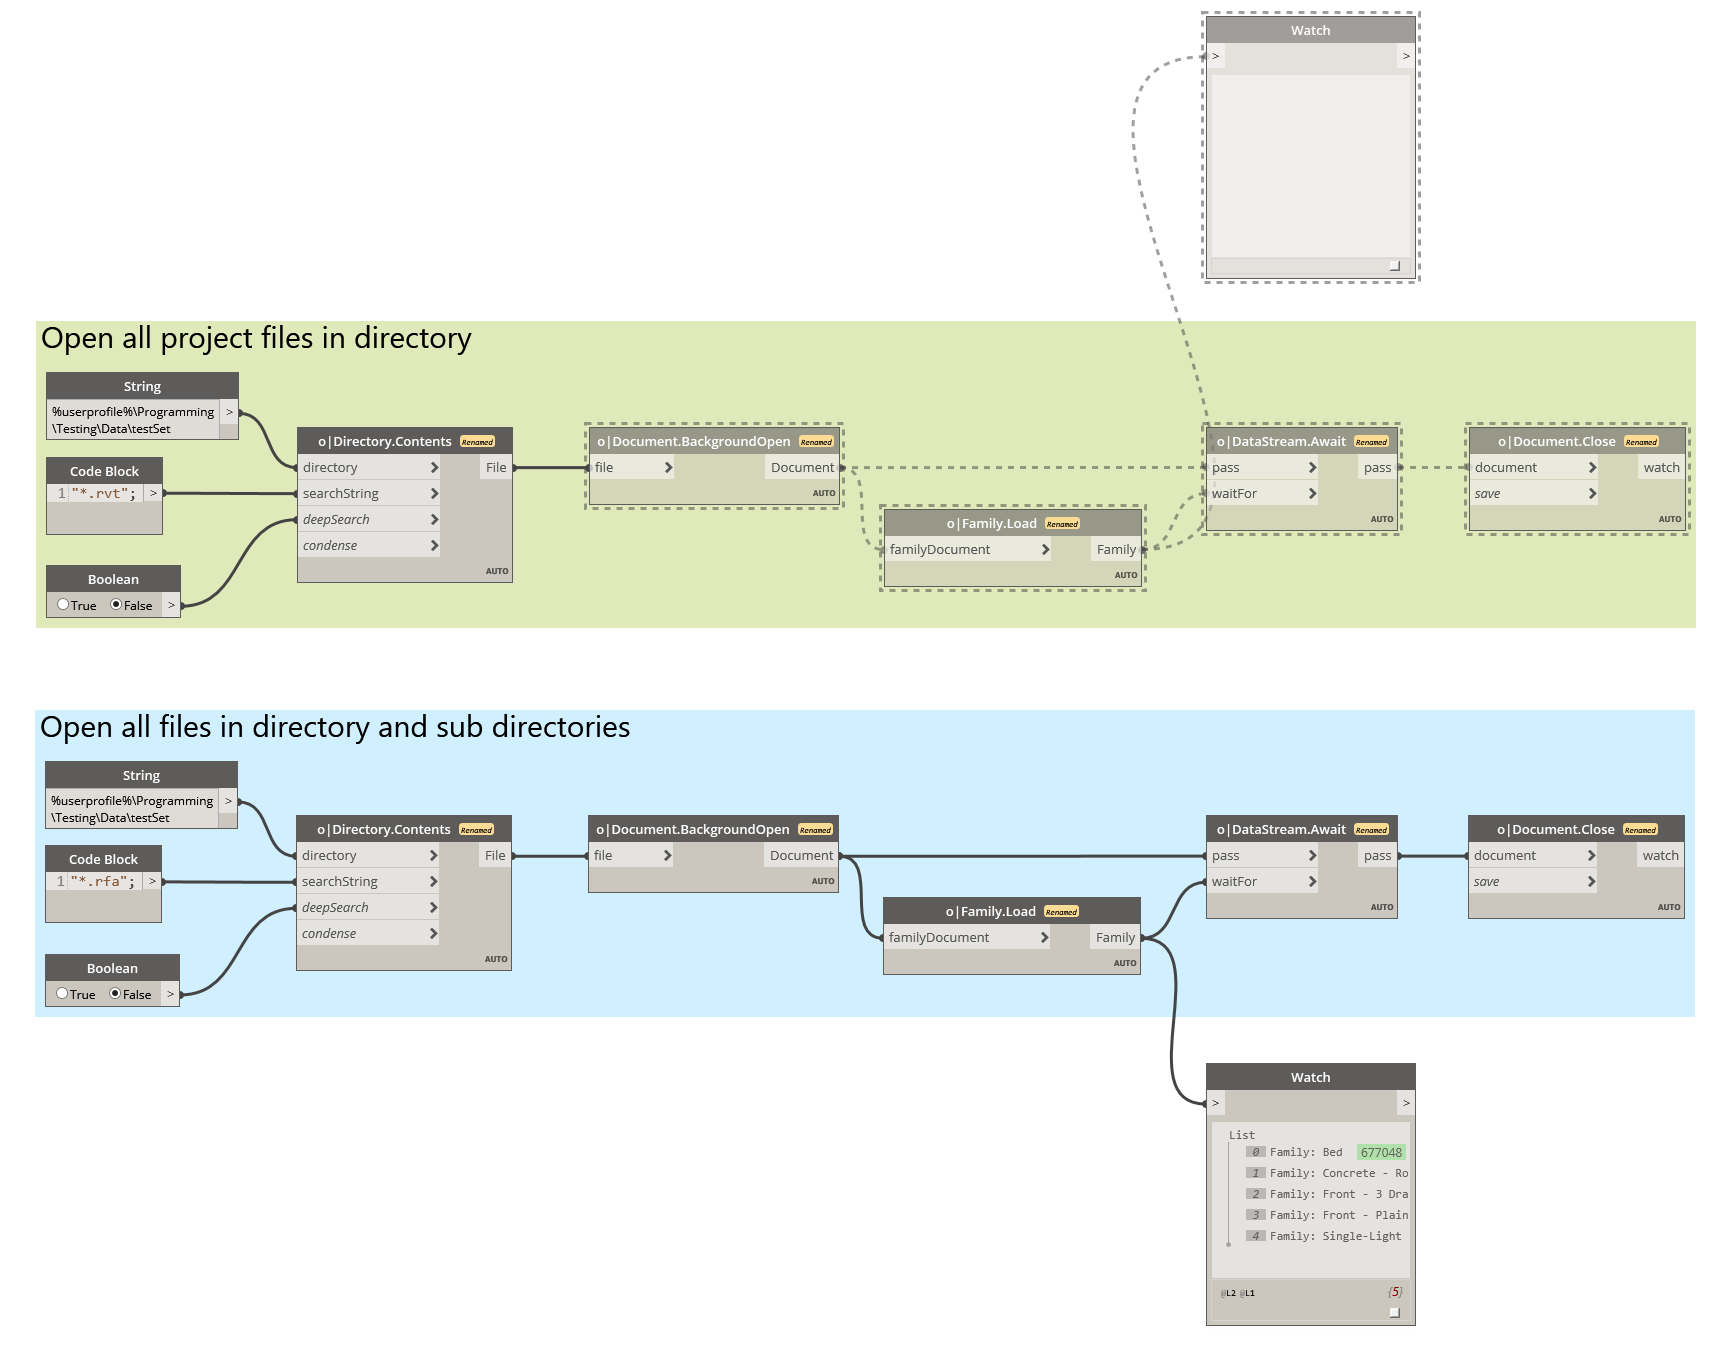 Watch
>
>
Open all project files in directory
String
%userprofile%\Programming
\Testing\Data\testSet
>
Code Block
1 "*.rvt"; >
Boolean
True False >
o|Directory.Contents Renamed
directory
searchString
deepSearch
condense
File
AUTO
o|Document.BackgroundOpen Renamed
file
Document
AUTO
o|Family.Load Renamed
familyDocument
Family
AUTO
o|DataStream.Await Renamed
pass
waitFor
pass
AUTO
o|Document.Close Renamed
document
save
watch
AUTO
Open all files in directory and sub directories
String
%userprofile%\Programming
\Testing\Data\testSet
>
Code Block
1 "*.rfa"; >
Boolean
True False >
o|Directory.Contents Renamed
directory
searchString
deepSearch
condense
File
AUTO
o|Document.BackgroundOpen Renamed
file
Document
AUTO
o|Family.Load Renamed
familyDocument
Family
AUTO
o|DataStream.Await Renamed
pass
waitFor
pass
AUTO
o|Document.Close Renamed
document
save
watch
AUTO
Watch
>
>
List
0 Family: Bed 677048
1 Family: Concrete - Ro
2 Family: Front - 3 Dra
3 Family: Front - Plain
4 Family: Single-Light
@L2 @L1 {5}